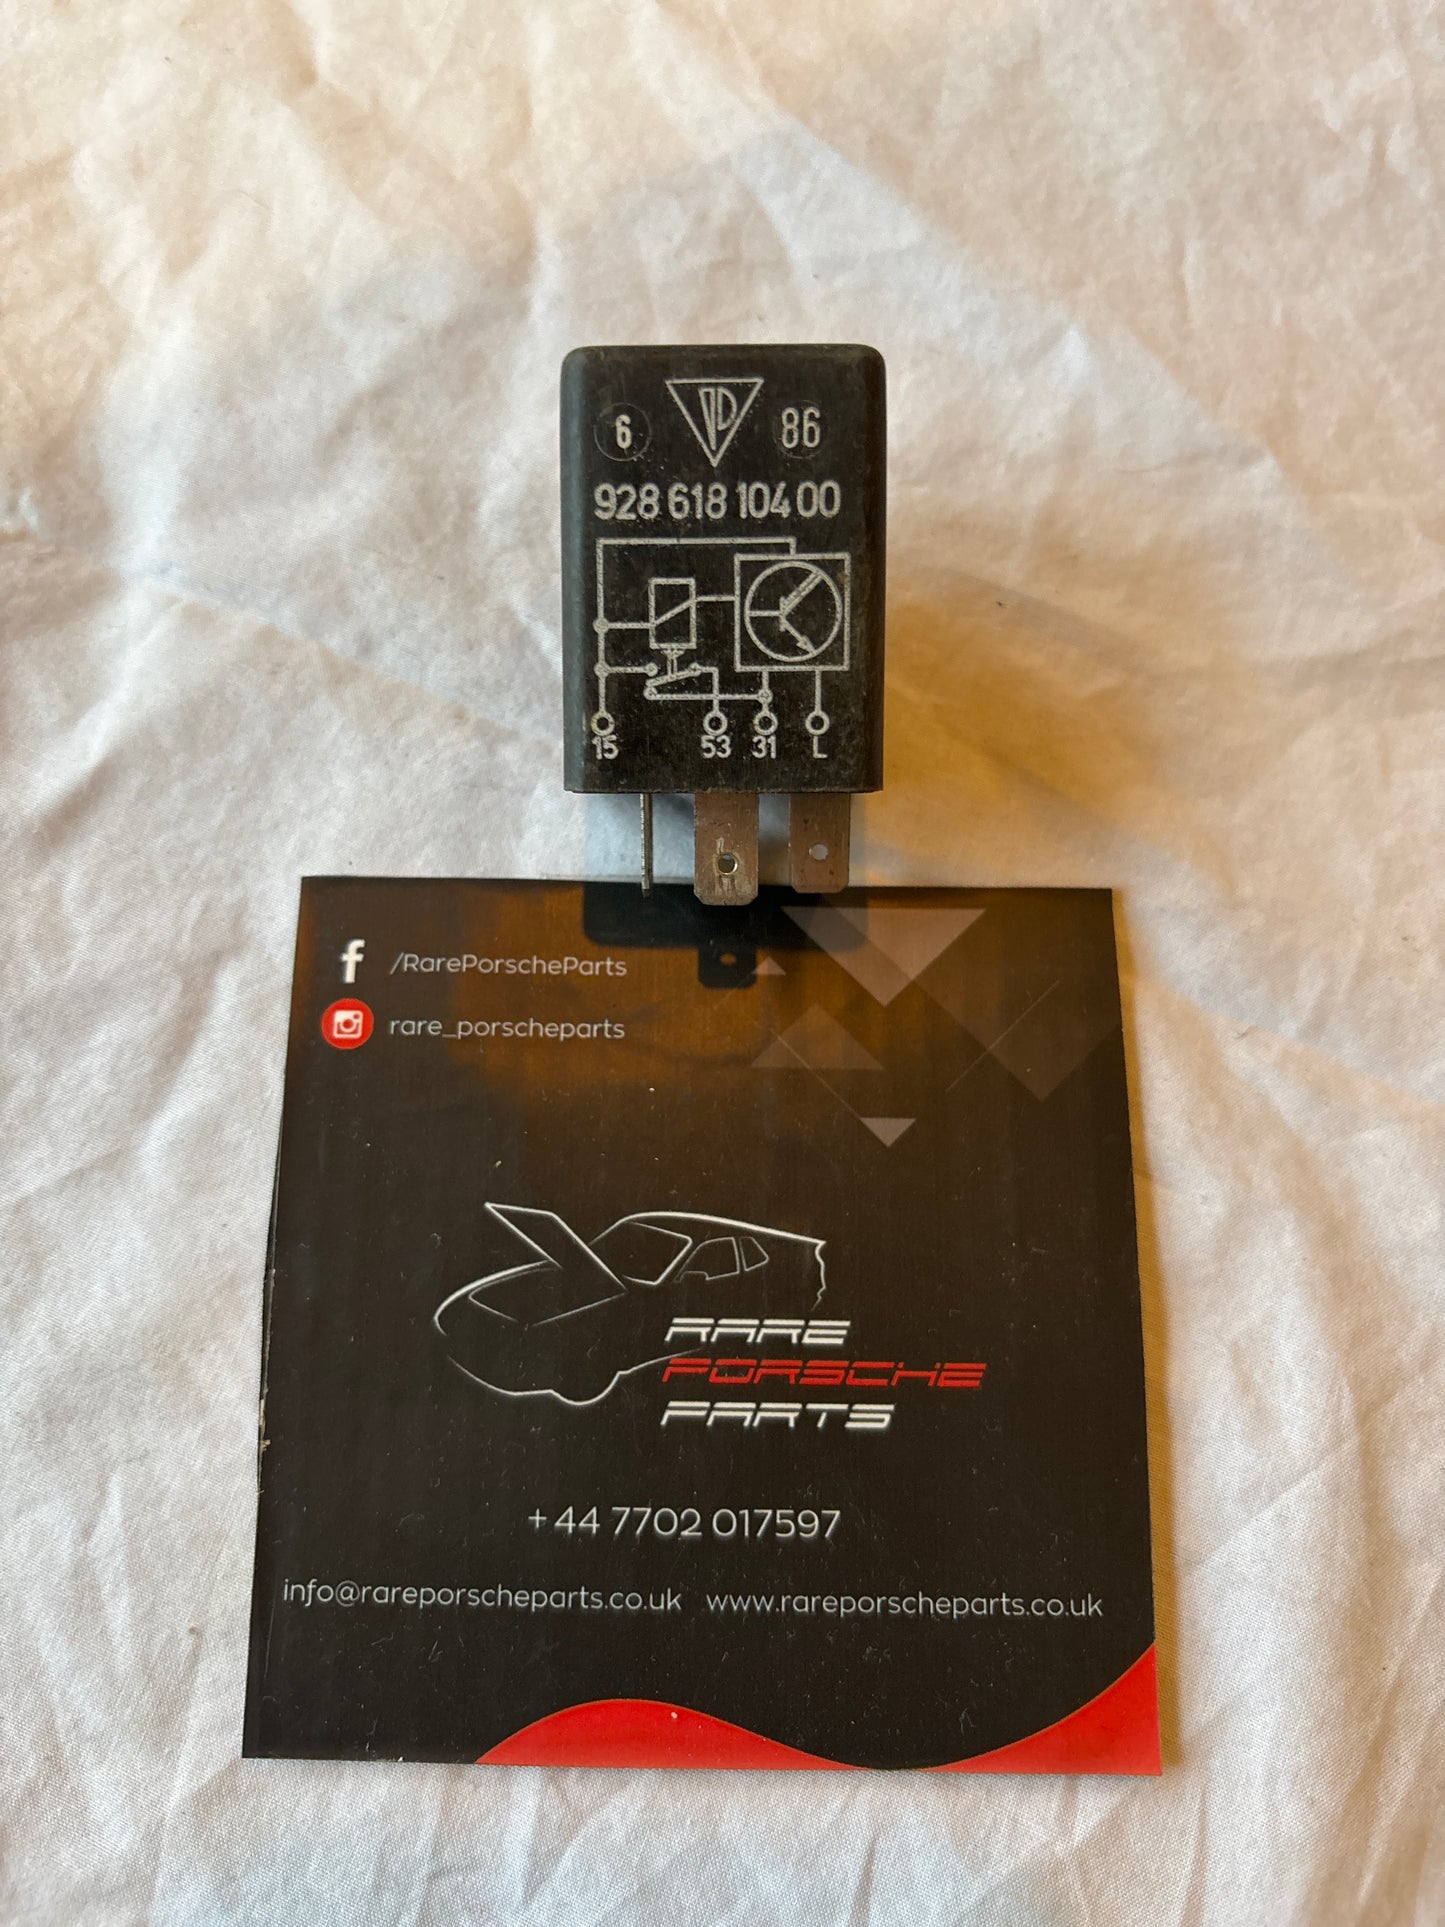 6 86
928 618 104 00
15 53 31 L
/RarePorscheParts
rare_porscheparts
RARE
PORSCHE
PARTS
+44 7702 017597
info@rareporscheparts.co.uk www.rareporscheparts.co.uk